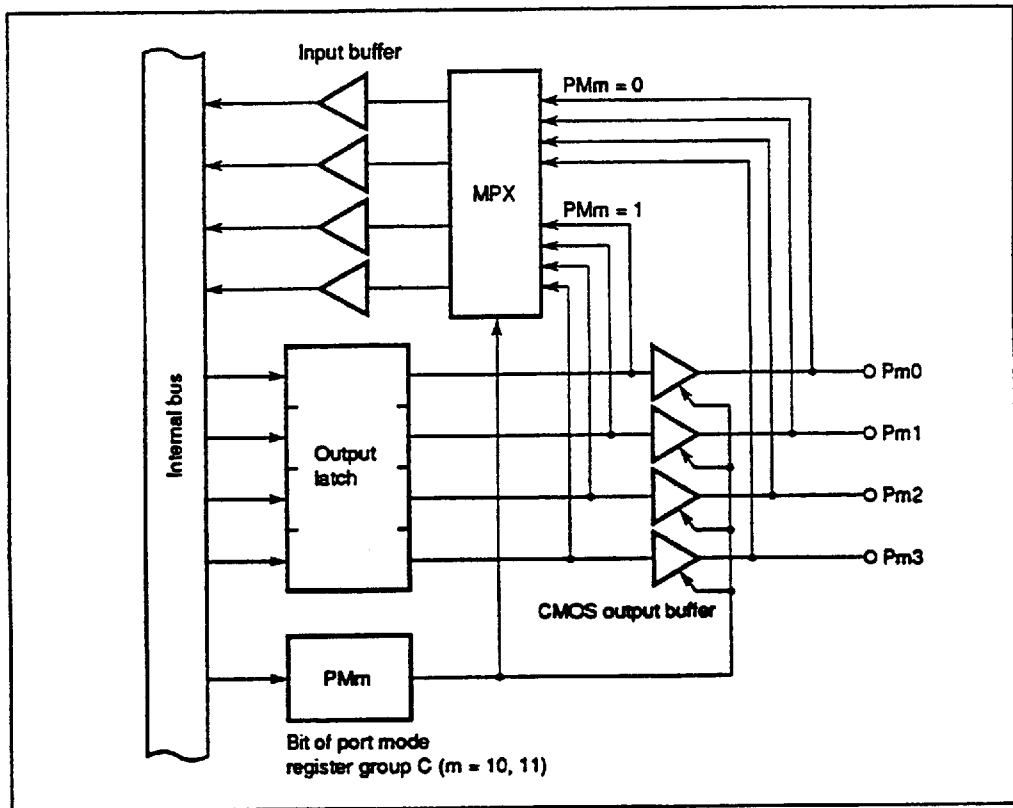 Input buffer
PMm = 0
MPX
PMm = 1
Internal bus
Output
latch
Pm0
Pm1
Pm2
Pm3
CMOS output buffer
PMm
Bit of port mode
register group C (m = 10, 11)